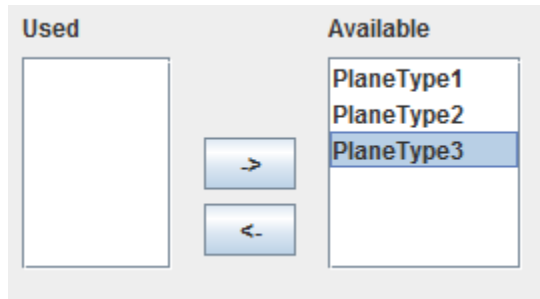 Used
Available
PlaneType1
PlaneType2
PlaneType3
->
<-